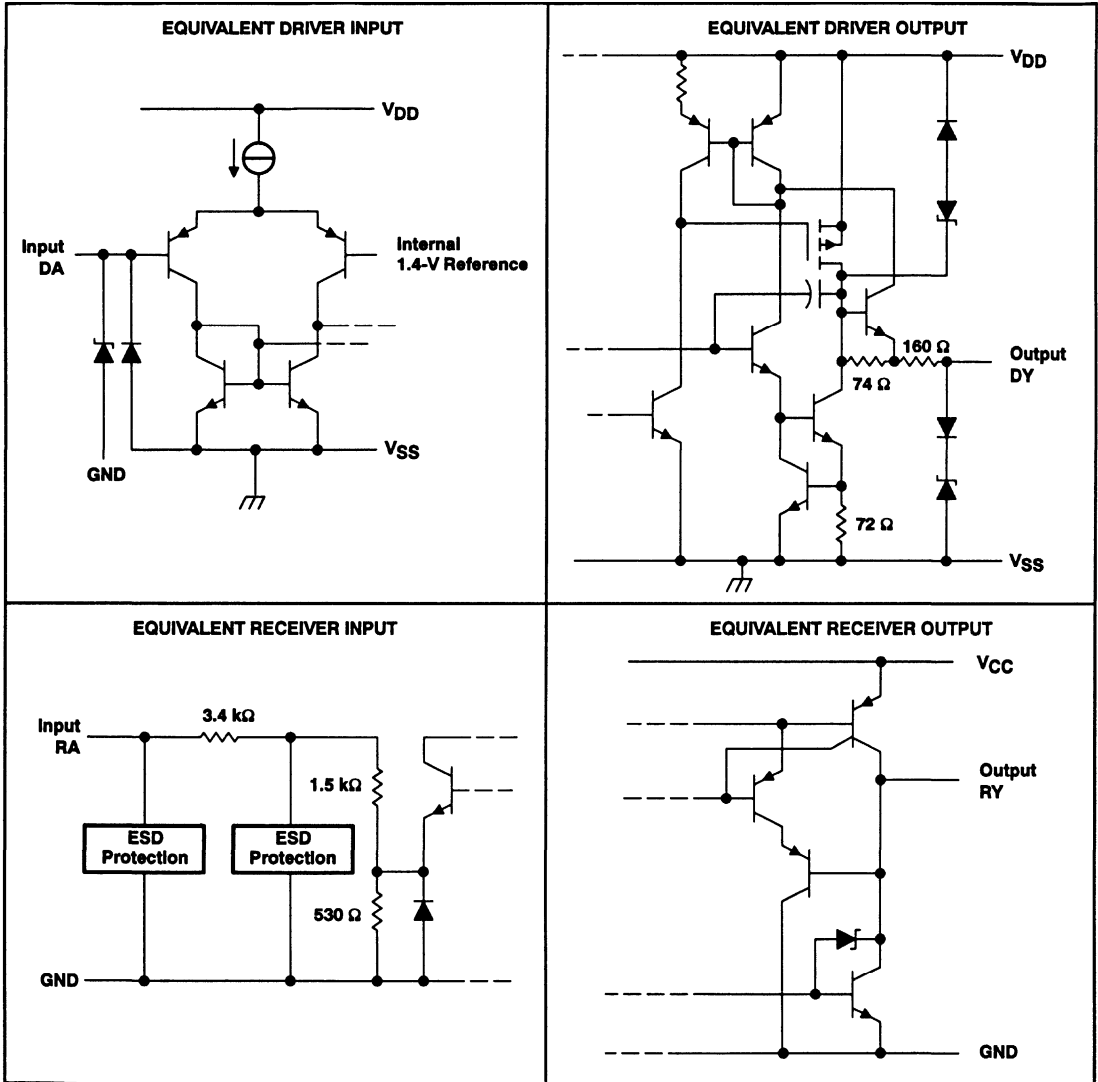 EQUIVALENT DRIVER INPUT
VDD
Input
DA
Internal
1.4-V Reference
GND
VSS
EQUIVALENT DRIVER OUTPUT
VDD
160 Ω
Output
DY
74 Ω
72 Ω
VSS
EQUIVALENT RECEIVER INPUT
Input
RA
3.4 kΩ
1.5 kΩ
ESD
Protection
ESD
Protection
530 Ω
GND
EQUIVALENT RECEIVER OUTPUT
VCC
Output
RY
GND